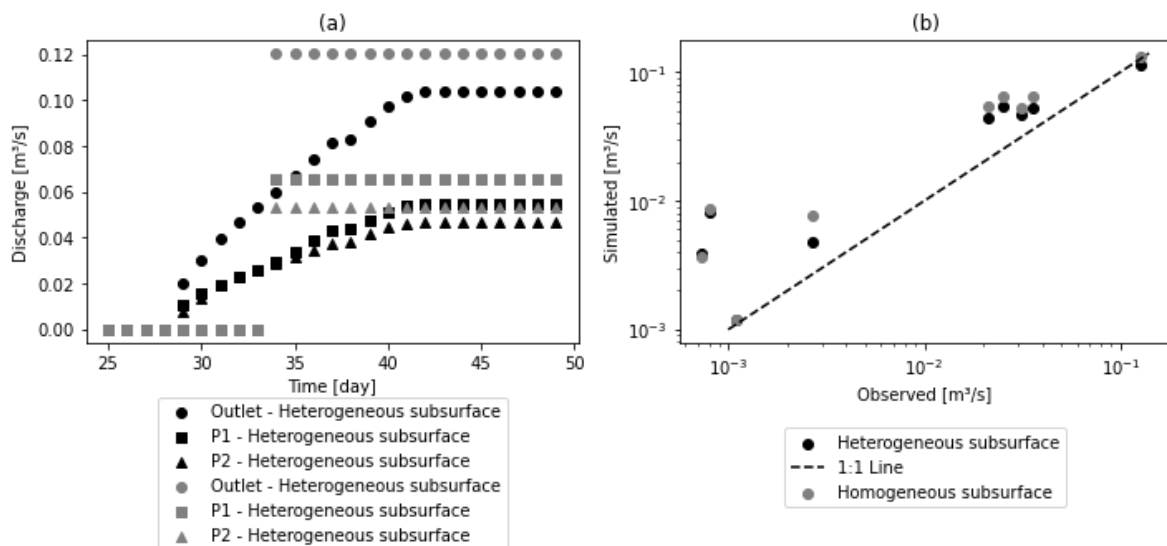 (a)
0.12
0.10
0.08
0.06
0.04
0.02
0.00
Discharge [m³/s]
25 30 35 40 45 50
Time [day]
Outlet - Heterogeneous subsurface
P1 - Heterogeneous subsurface
P2 - Heterogeneous subsurface
Outlet - Heterogeneous subsurface
P1 - Heterogeneous subsurface
P2 - Heterogeneous subsurface
(b)
10⁻¹
10⁻²
10⁻³
Simulated [m³/s]
10⁻³ 10⁻² 10⁻¹
Observed [m³/s]
Heterogeneous subsurface
1:1 Line
Homogeneous subsurface